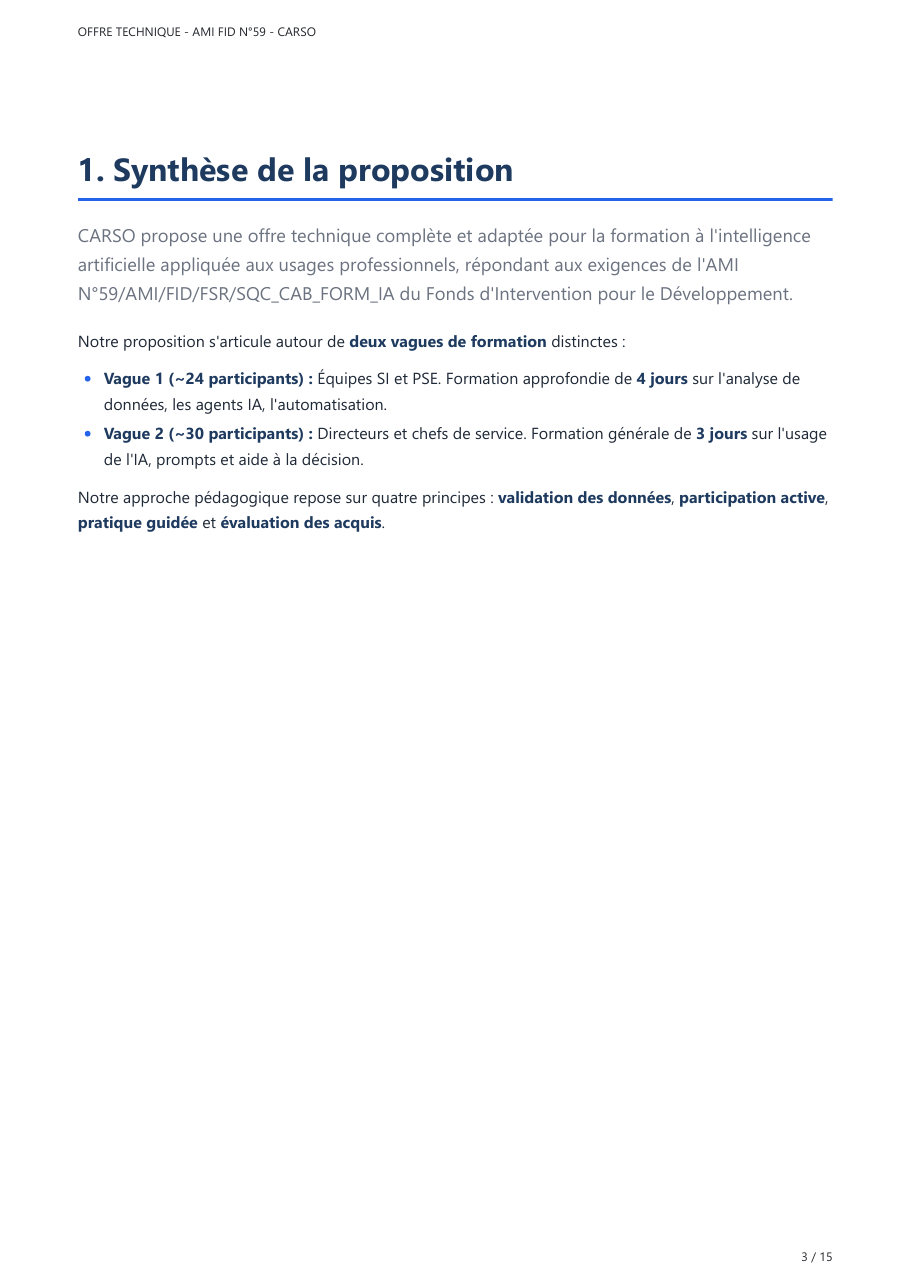 OFFRE TECHNIQUE - AMI FID N°59 - CARSO
1. Synthèse de la proposition
CARSO propose une offre technique complète et adaptée pour la formation à l'intelligence
artificielle appliquée aux usages professionnels, répondant aux exigences de l'AMI
N°59/AMI/FID/FSR/SQC_CAB_FORM_IA du Fonds d'Intervention pour le Développement.
Notre proposition s'articule autour de deux vagues de formation distinctes :
• Vague 1 (~24 participants) : Équipes SI et PSE. Formation approfondie de 4 jours sur l'analyse de
données, les agents IA, l'automatisation.
• Vague 2 (~30 participants) : Directeurs et chefs de service. Formation générale de 3 jours sur l'usage
de l'IA, prompts et aide à la décision.
Notre approche pédagogique repose sur quatre principes : validation des données, participation active,
pratique guidée et évaluation des acquis.
3 / 15